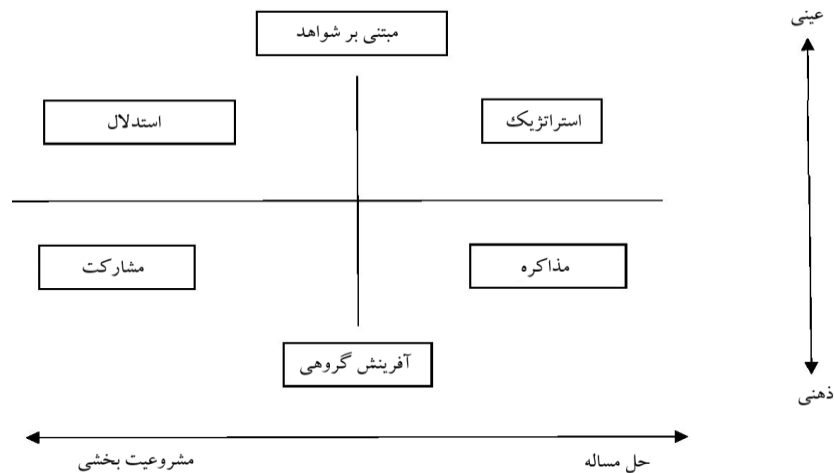 عینی
مبتنی بر شواهد
استراتژیک
استدلال
مذاکره
مشارکت
آفرینش گروهی
ذهنی
حل مساله
مشروعیت بخشی